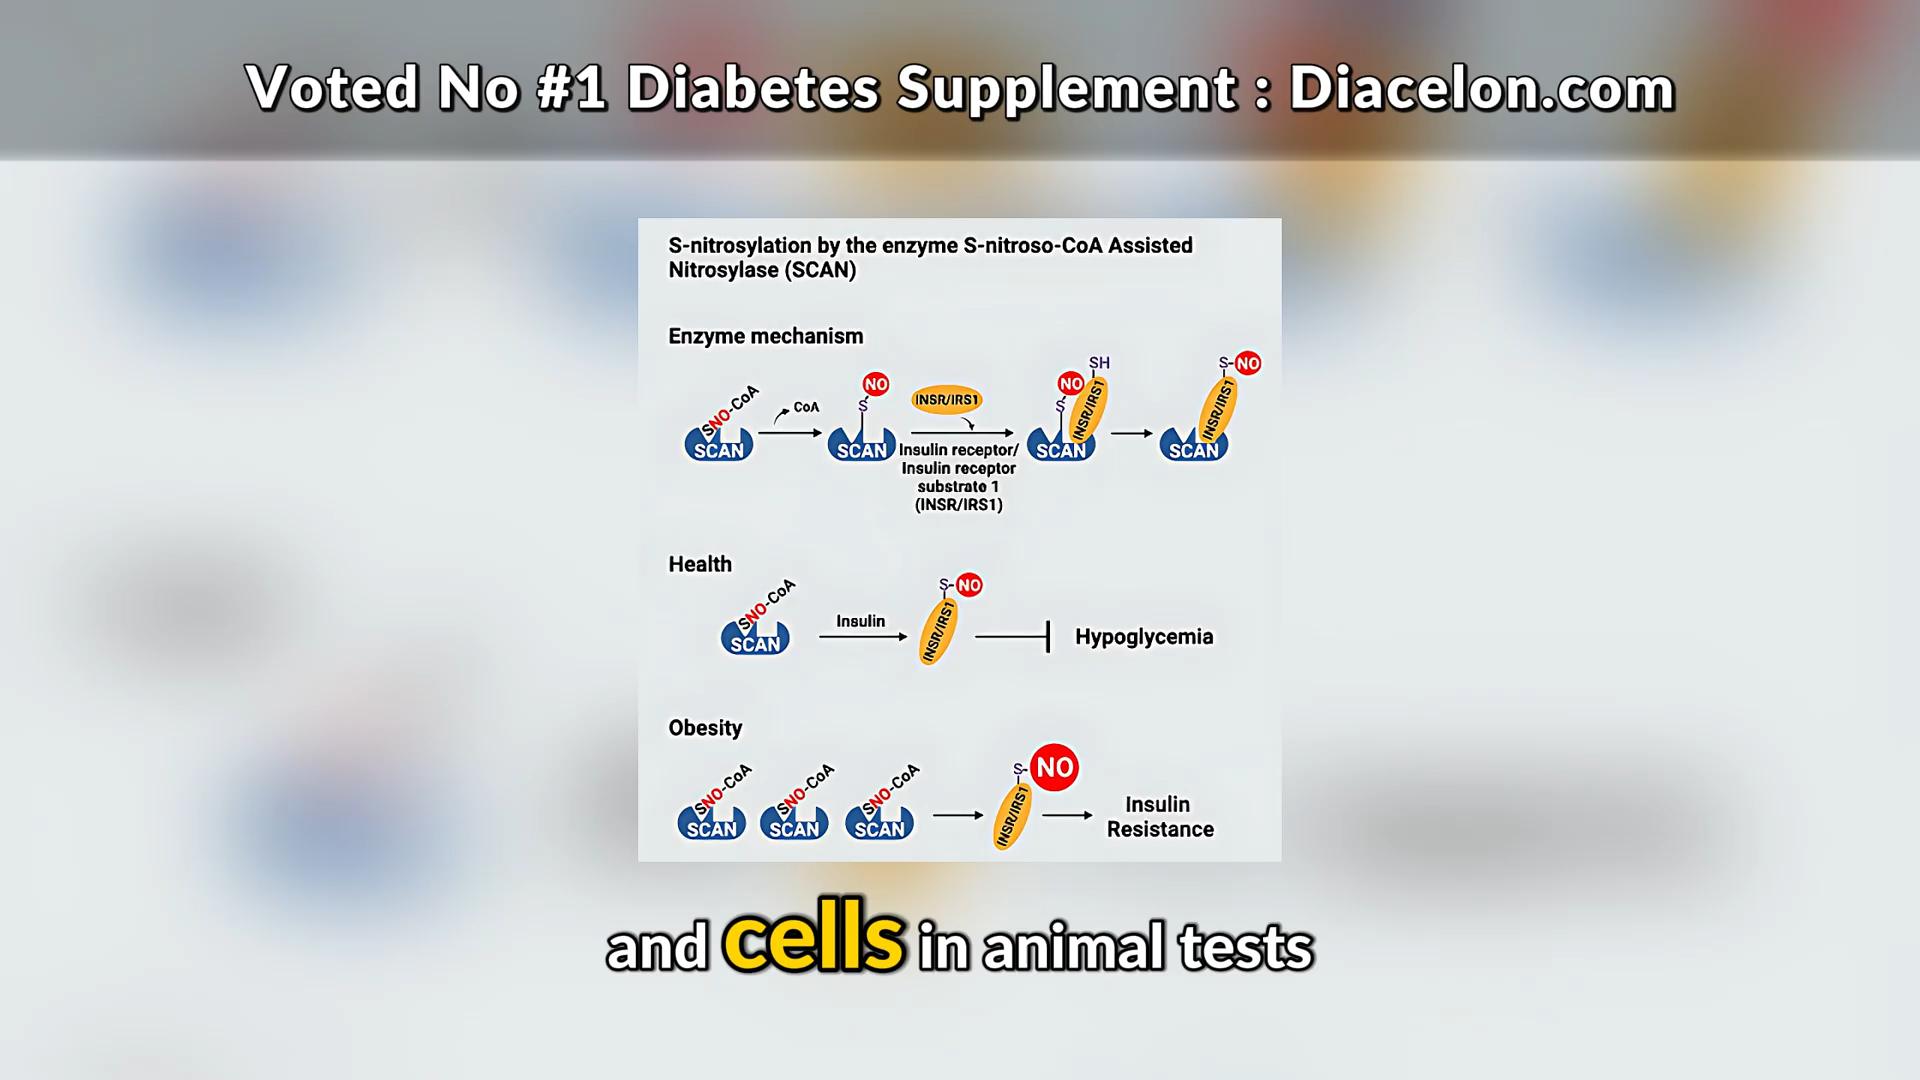 Voted No #1 Diabetes Supplement : Diacelon.com
S-nitrosylation by the enzyme S-nitroso-CoA Assisted
Nitrosylase (SCAN)
Enzyme mechanism
SNO-CoA
SCAN
CoA
NO
S
SCAN
INSR/IRS1
Insulin receptor/
Insulin receptor
substrate 1
(INSR/IRS1)
SH
NO
S
INSR/IRS1
SCAN
S-NO
INSR/IRS1
SCAN
Health
SNO-CoA
SCAN
Insulin
S-NO
INSR/IRS1
Hypoglycemia
Obesity
SNO-CoA
SCAN
SNO-CoA
SCAN
SNO-CoA
SCAN
S-NO
INSR/IRS1
Insulin
Resistance
and cells in animal tests